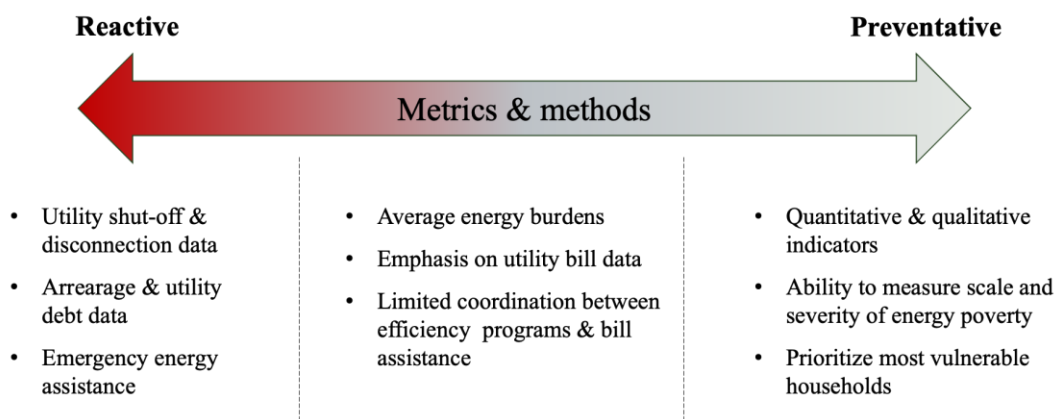 Reactive
Preventative
Metrics & methods
• Utility shut-off &
disconnection data
• Arrearage & utility
debt data
• Emergency energy
assistance
• Average energy burdens
• Emphasis on utility bill data
• Limited coordination between
efficiency programs & bill
assistance
• Quantitative & qualitative
indicators
• Ability to measure scale and
severity of energy poverty
• Prioritize most vulnerable
households